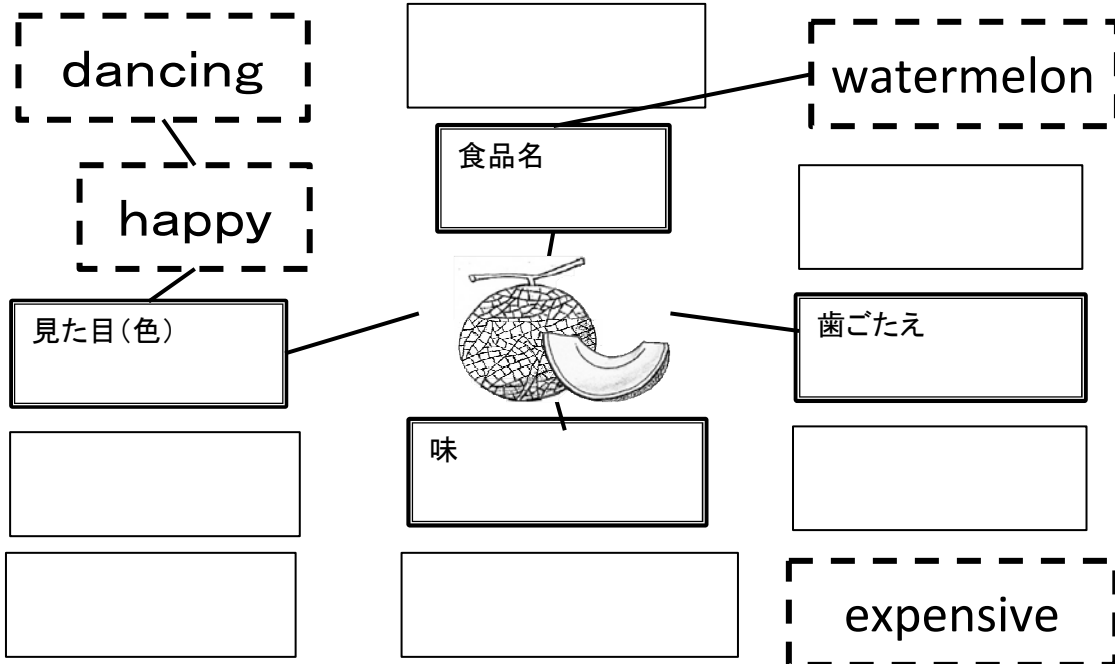 dancing
watermelon
食品名
happy
見た目(色)
歯ごたえ
味
expensive